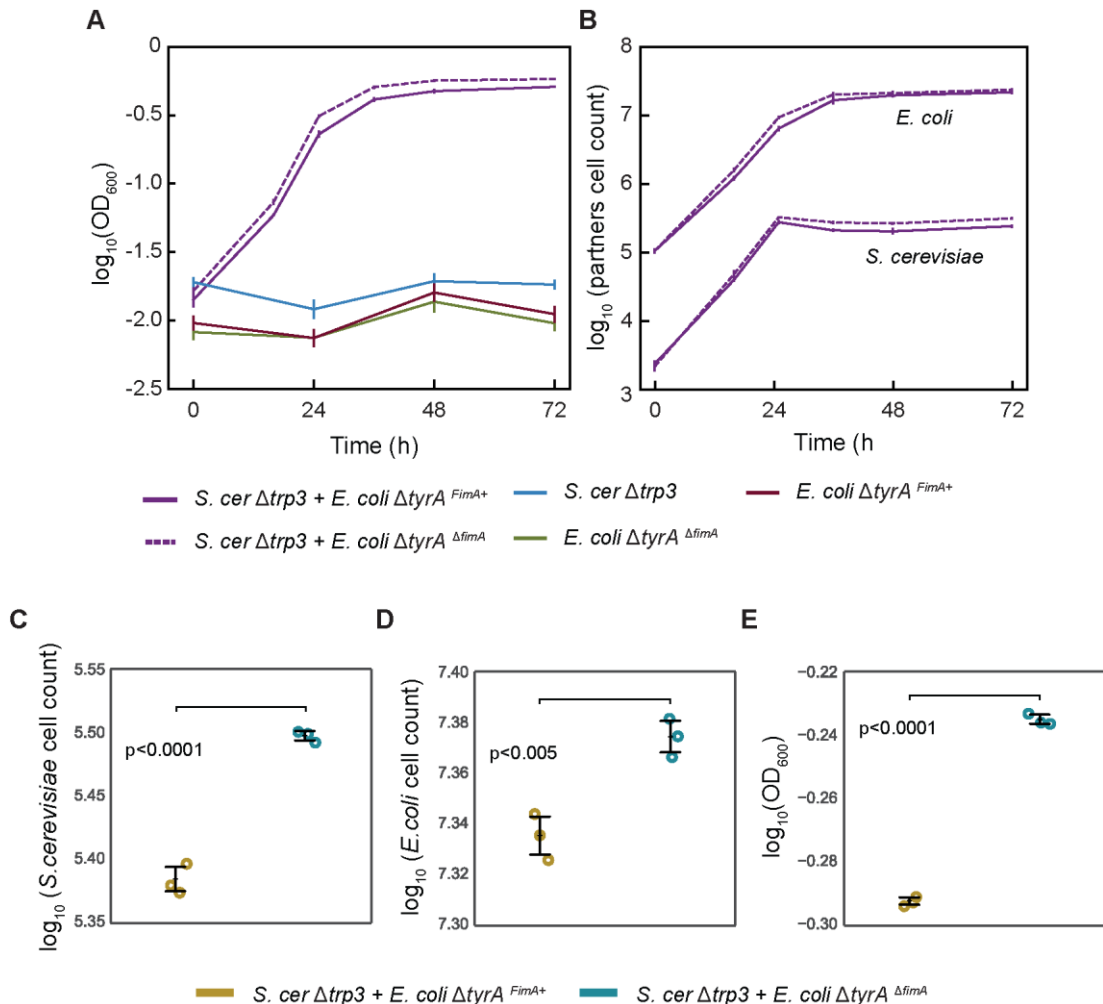 A
B
0
-0.5
-1.0
-1.5
-2.0
-2.5
log10(OD600)
0 24 48 72
Time (h)
8
7
6
5
4
3
log10 (partners cell count)
E. coli
S. cerevisiae
0 24 48 72
Time (h
S. cer Δtrp3 + E. coli ΔtyrA FimA+
S. cer Δtrp3
E. coli ΔtyrA FimA+
S. cer Δtrp3 + E. coli ΔtyrA ΔfimA
E. coli ΔtyrA ΔfimA
C
D
E
5.55
5.50
5.45
5.40
5.35
log10 (S.cerevisiae cell count)
p<0.0001
7.40
7.38
7.36
7.34
7.32
7.30
log10 (E.coli cell count)
p<0.005
−0.22
−0.24
−0.26
−0.28
−0.30
log10(OD600)
p<0.0001
S. cer Δtrp3 + E. coli ΔtyrA FimA+
S. cer Δtrp3 + E. coli ΔtyrA ΔfimA